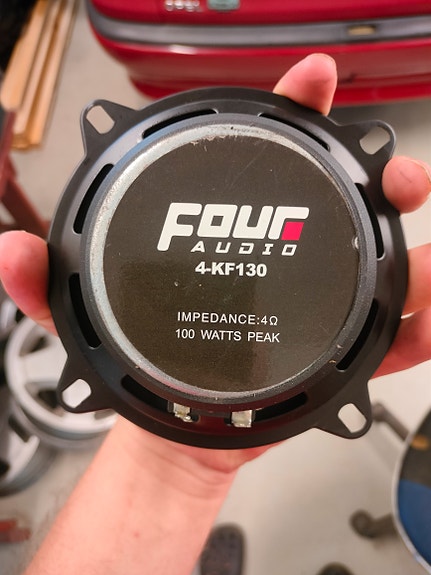 FOUR
AUDIO
4-KF130
IMPEDANCE:4Ω
100 WATTS PEAK